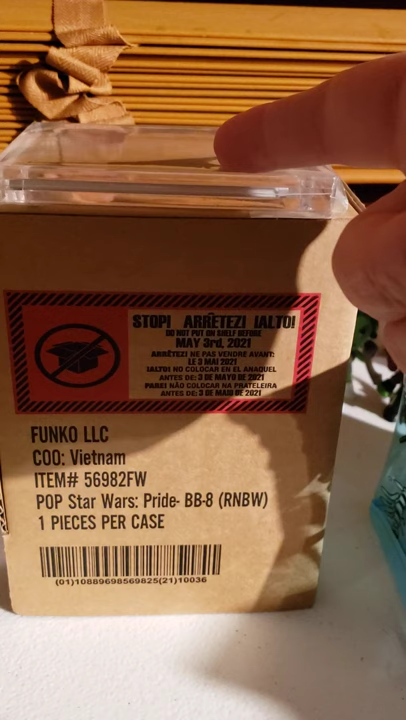 STOP! ARRÊTEZ! !ALTO!
DO NOT PUT ON SHELF BEFORE
MAY 3rd, 2021
ARRÊTEZ! NE PAS VENDRE AVANT:
LE 3 MAI 2021
!ALTO! NO COLOCAR EN EL ANAQUEL
ANTES DE: 3 DE MAYO DE 2021
PARE! NÃO COLOCAR NA PRATELEIRA
ANTES DE: 3 DE MAIO DE 2021
FUNKO LLC
COO: Vietnam
ITEM# 56982FW
POP Star Wars: Pride- BB-8 (RNBW)
1 PIECES PER CASE
(01)10889698569825(21)10036